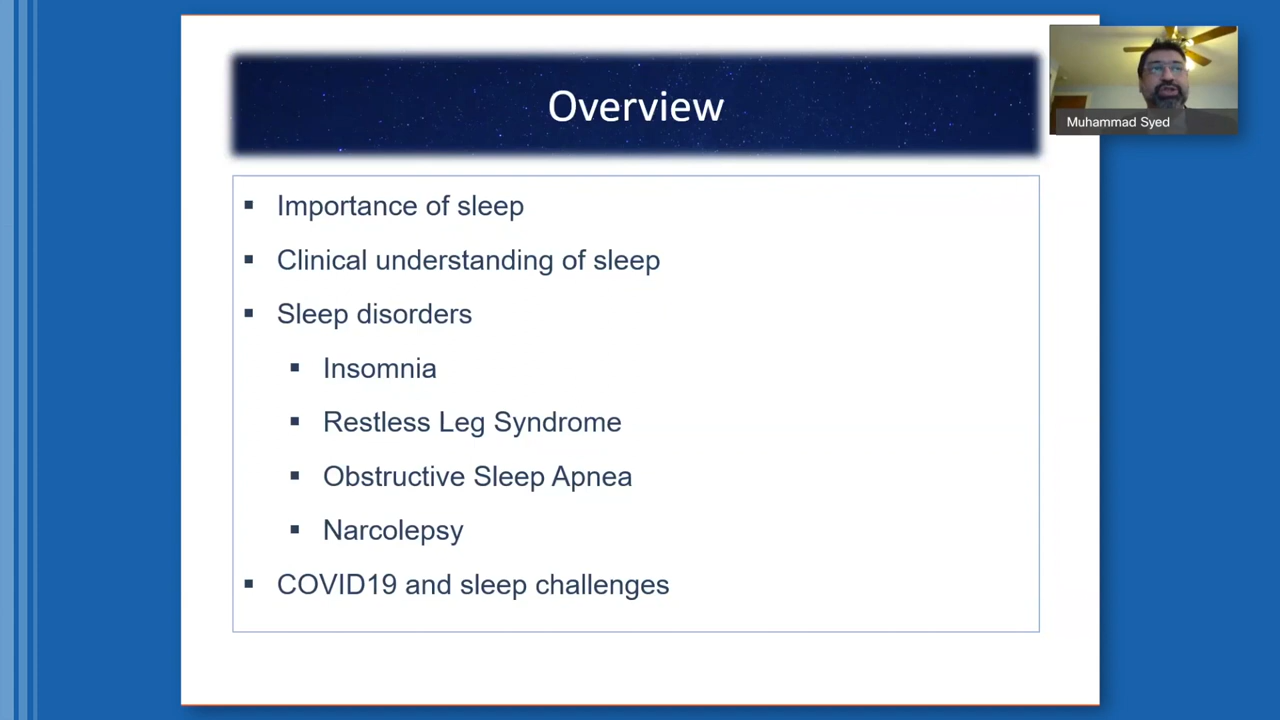 Overview
Muhammad Syed
▪ Importance of sleep
▪ Clinical understanding of sleep
▪ Sleep disorders
▪ Insomnia
▪ Restless Leg Syndrome
▪ Obstructive Sleep Apnea
▪ Narcolepsy
▪ COVID19 and sleep challenges